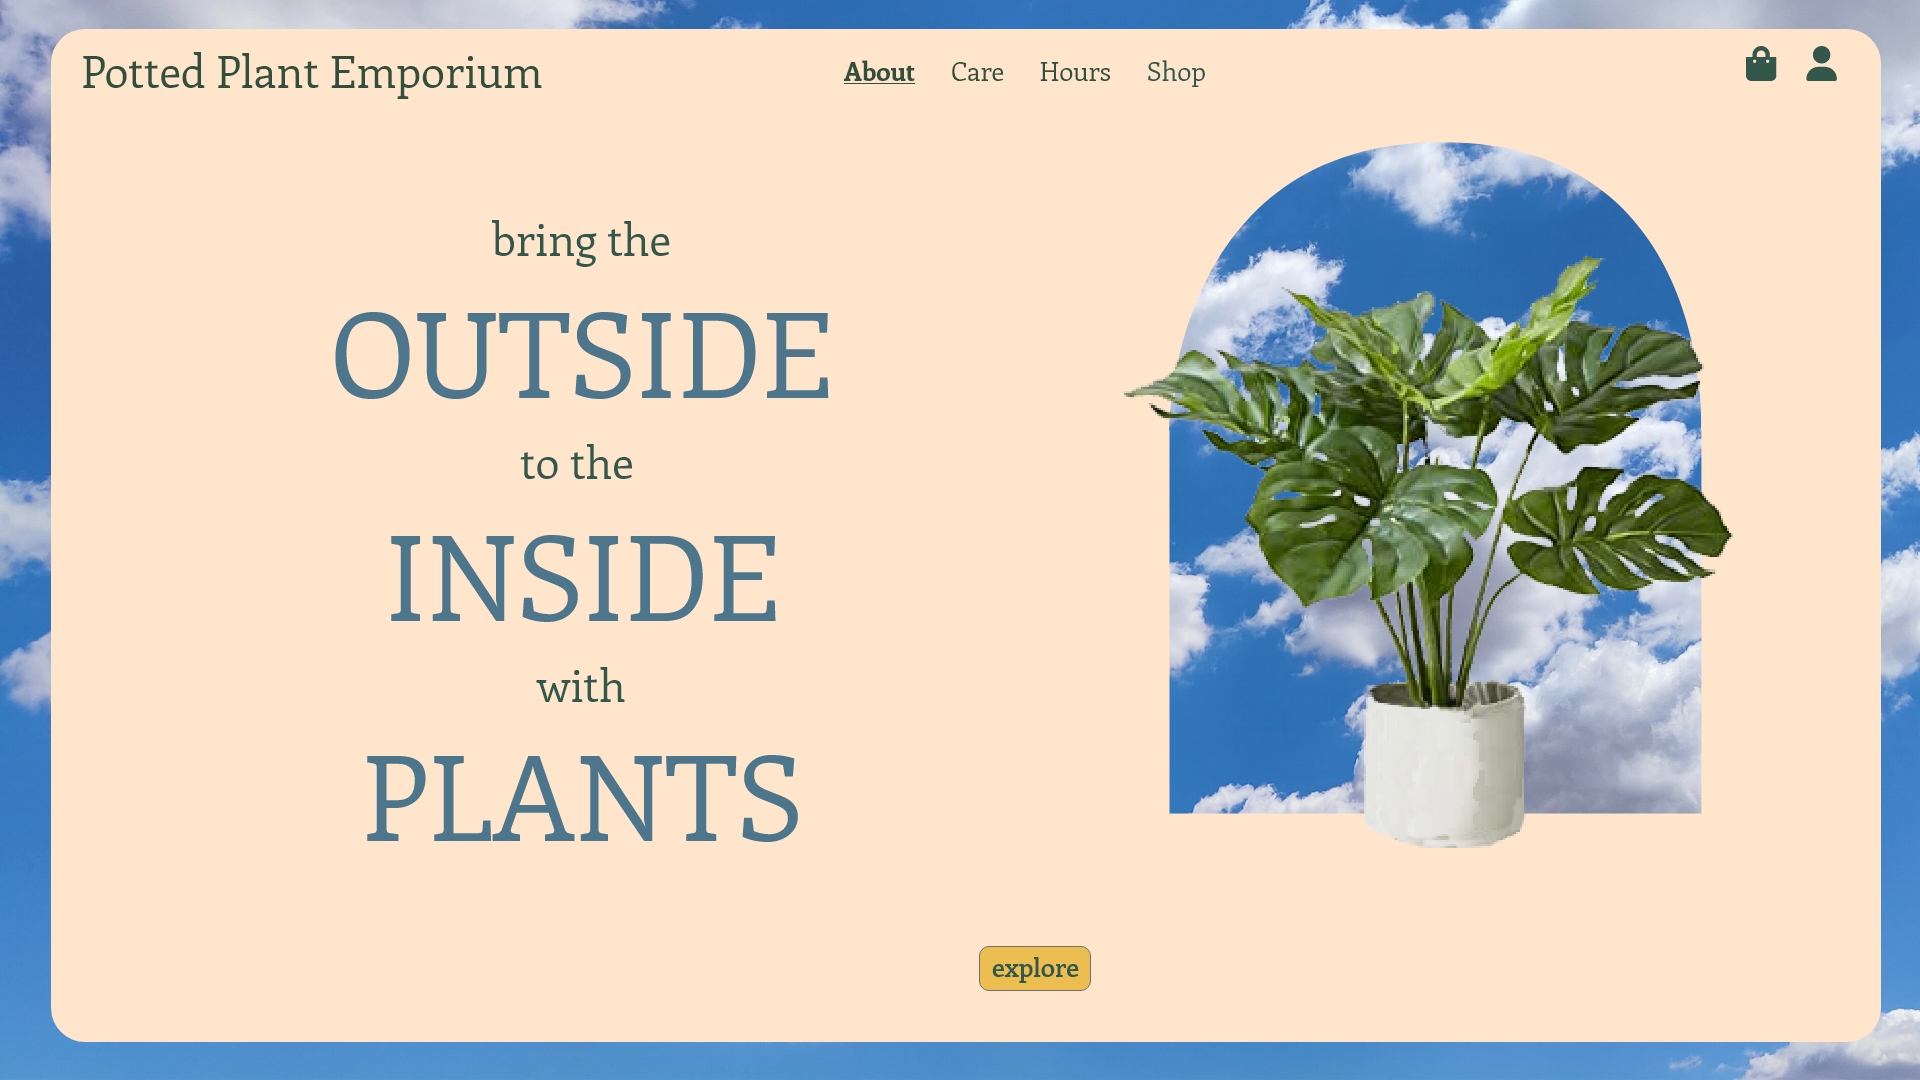 Potted Plant Emporium
About Care Hours Shop
bring the
OUTSIDE
to the
INSIDE
with
PLANTS
explore